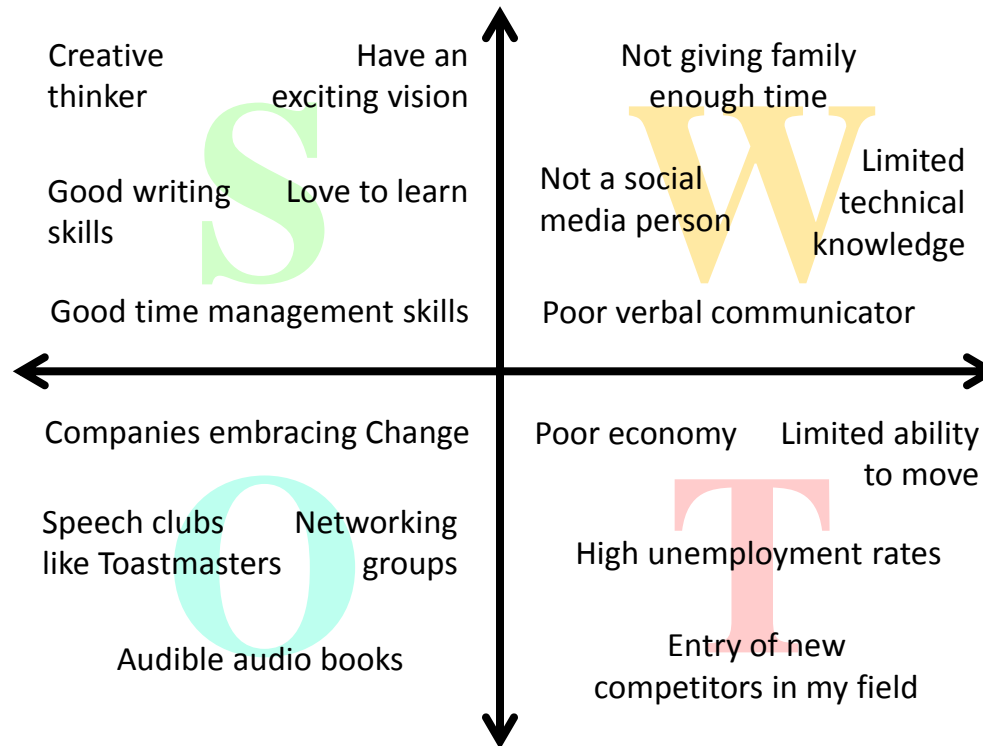 Creative
thinker
Have an
exciting vision
Good writing
skills
Love to learn
Good time management skills
S
Not giving family
enough time
Not a social
media person
Limited
technical
knowledge
Poor verbal communicator
W
Companies embracing Change
Speech clubs
like Toastmasters
Networking
groups
Audible audio books
O
Poor economy
Limited ability
to move
High unemployment rates
Entry of new
competitors in my field
T